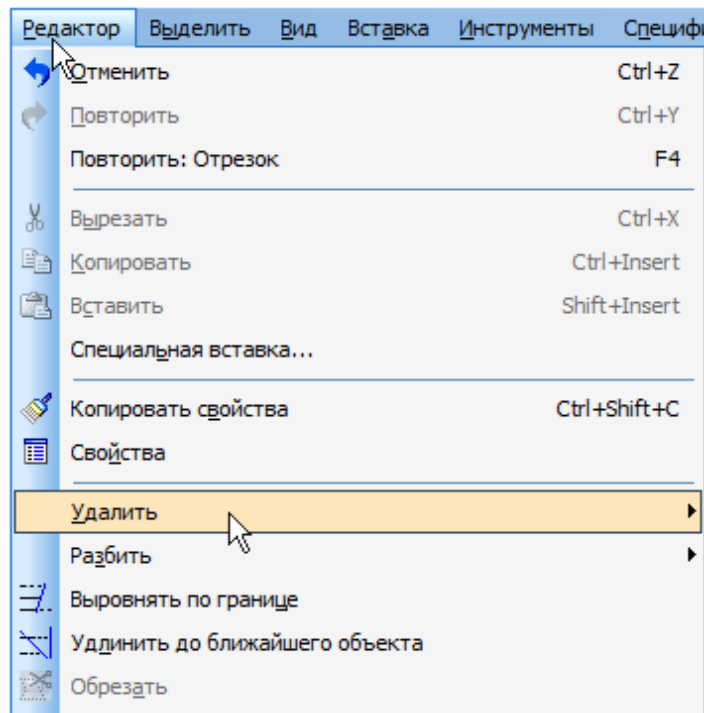 Редактор Выделить Вид Вставка Инструменты Специфи
Отменить Ctrl+Z
Повторить Ctrl+Y
Повторить: Отрезок F4
Вырезать Ctrl+X
Копировать Ctrl+Insert
Вставить Shift+Insert
Специальная вставка...
Копировать свойства Ctrl+Shift+C
Свойства
Удалить
Разбить
Выровнять по границе
Удлинить до ближайшего объекта
Обрезать